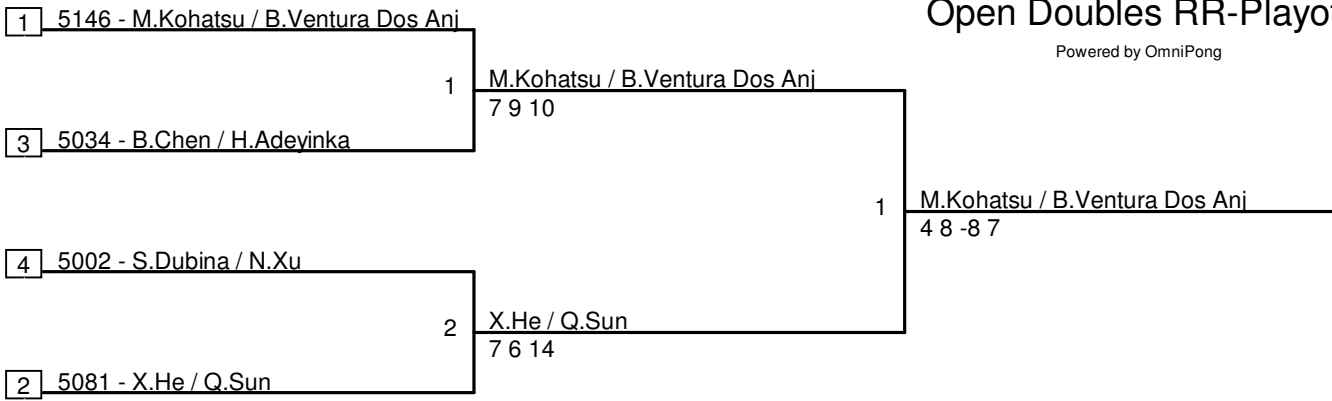 Open Doubles RR-Playof
Powered by OmniPong
1 5146 - M.Kohatsu / B.Ventura Dos Anj
1 M.Kohatsu / B.Ventura Dos Anj
7 9 10
3 5034 - B.Chen / H.Adeyinka
1 M.Kohatsu / B.Ventura Dos Anj
4 8 -8 7
4 5002 - S.Dubina / N.Xu
2 X.He / Q.Sun
7 6 14
2 5081 - X.He / Q.Sun